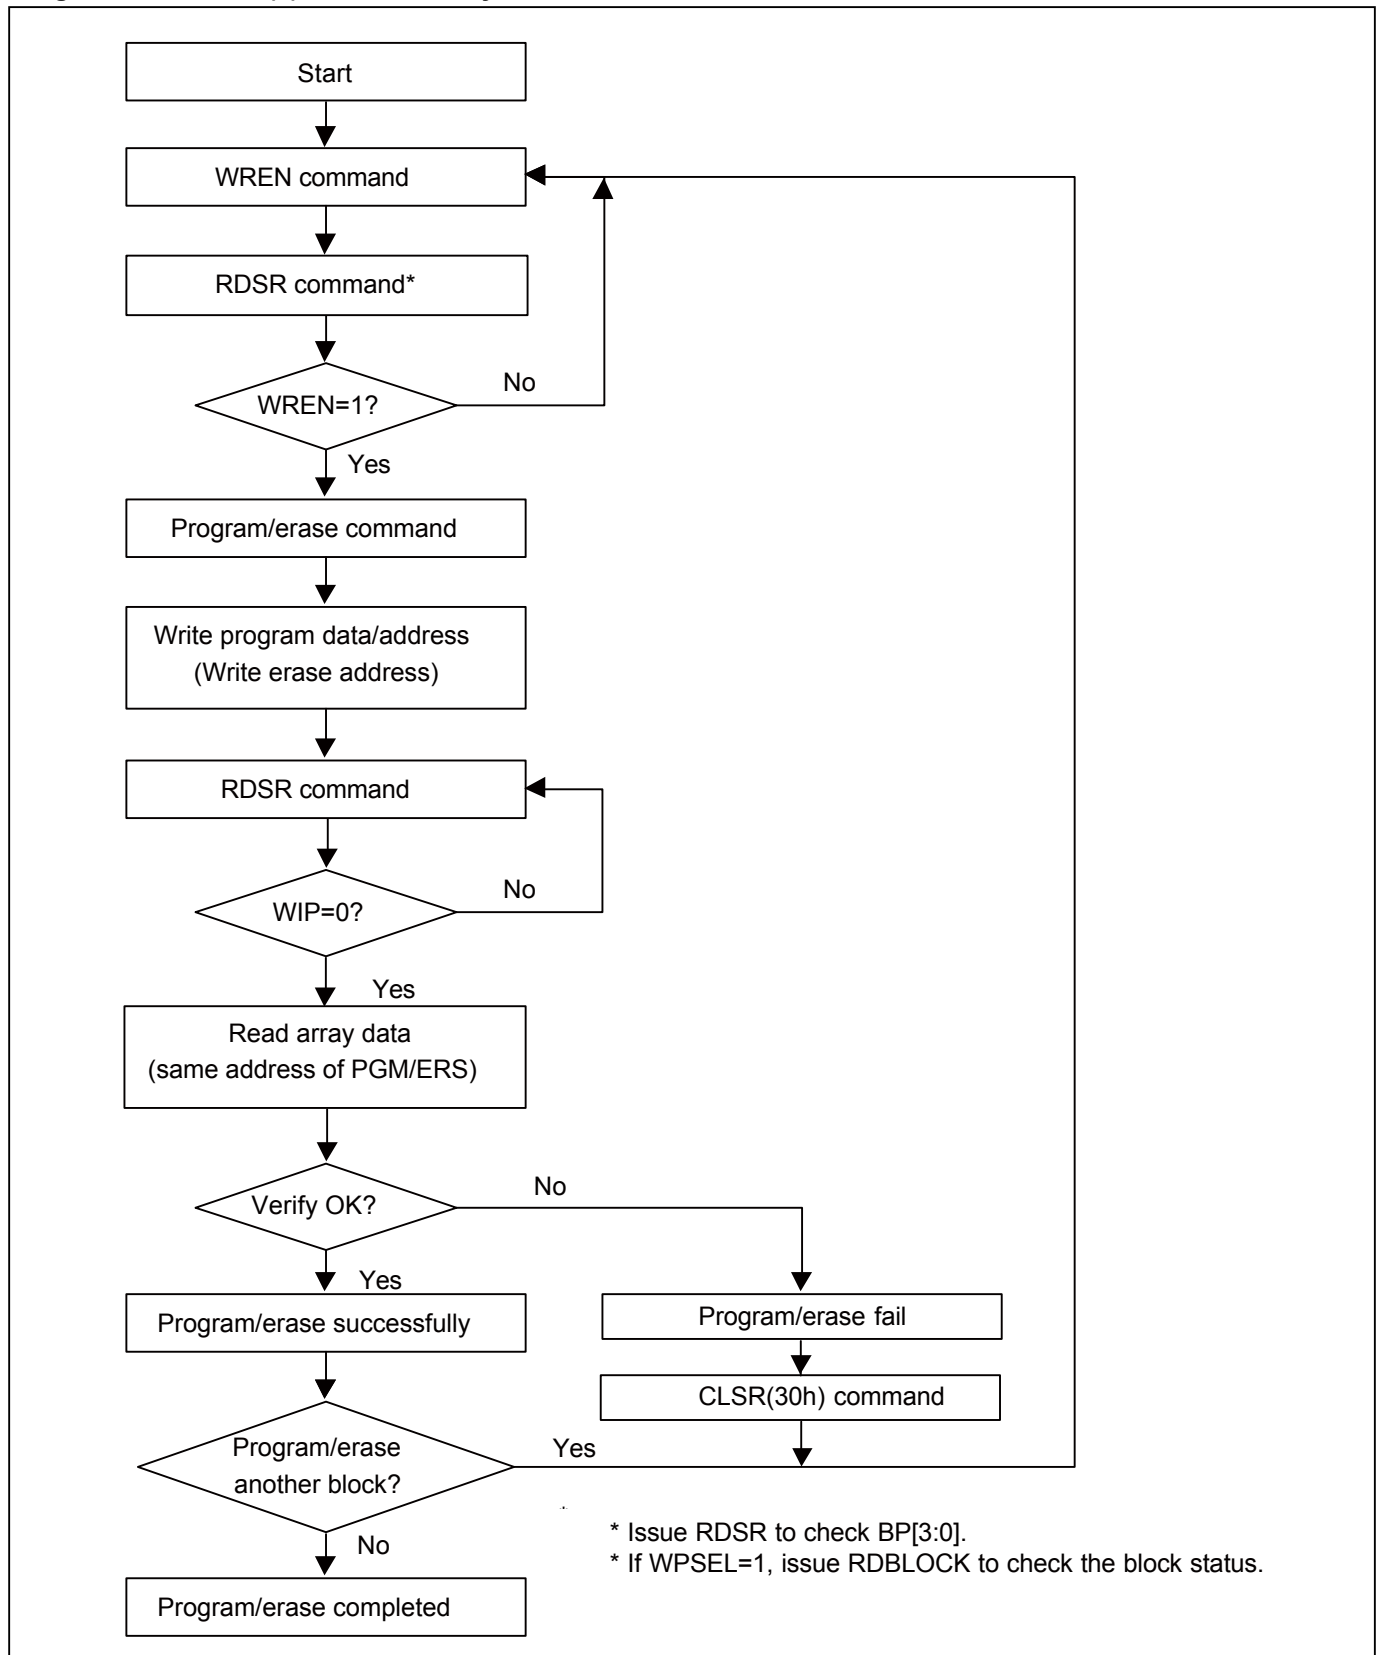 Start
WREN command
RDSR command*
WREN=1?
No
Yes
Program/erase command
Write program data/address
(Write erase address)
RDSR command
WIP=0?
No
Yes
Read array data
(same address of PGM/ERS)
Verify OK?
No
Yes
Program/erase successfully
Program/erase fail
CLSR(30h) command
Program/erase
another block?
Yes
No
* Issue RDSR to check BP[3:0].
* If WPSEL=1, issue RDBLOCK to check the block status.
Program/erase completed